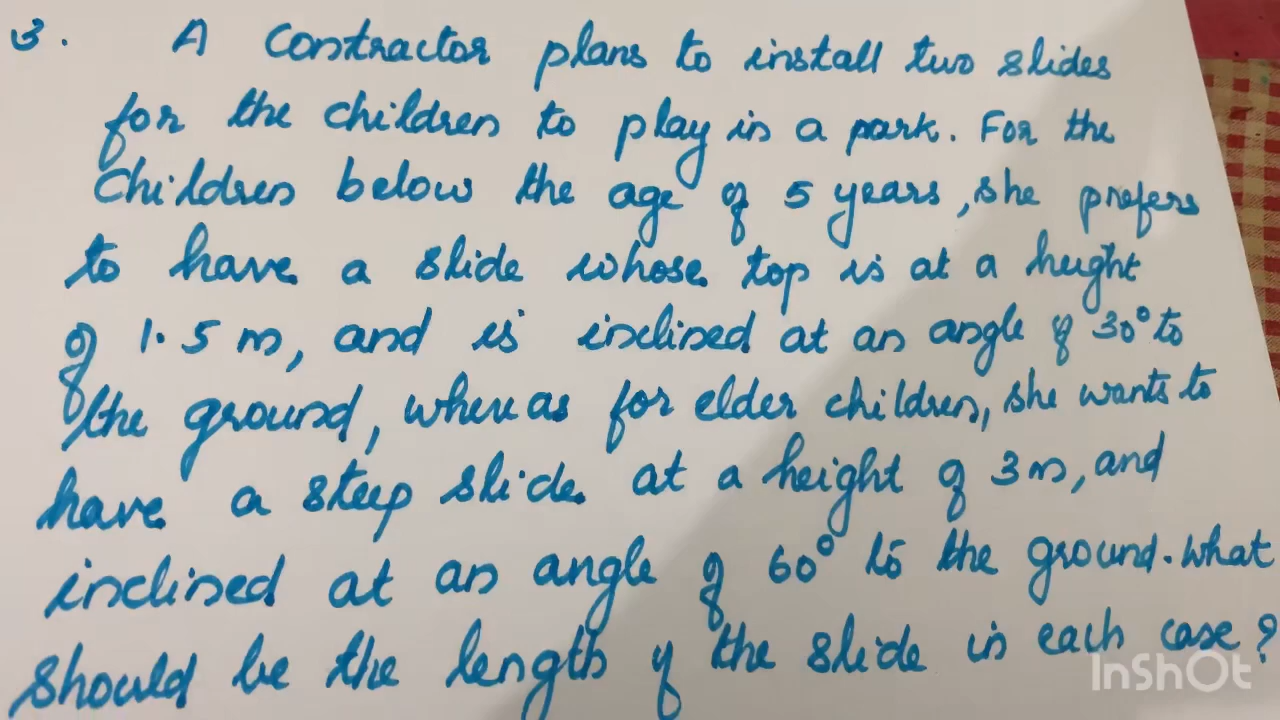 3. A contractor plans to install two slides
for the children to play in a park. For the
children below the age of 5 years, she prefers
to have a slide whose top is at a height
of 1.5 m, and is inclined at an angle of 30° to
the ground, where as for elder children, she wants to
have a steep slide at a height of 3 m, and
inclined at an angle of 60° to the ground. What
should be the length of the slide in each case?
InShOt